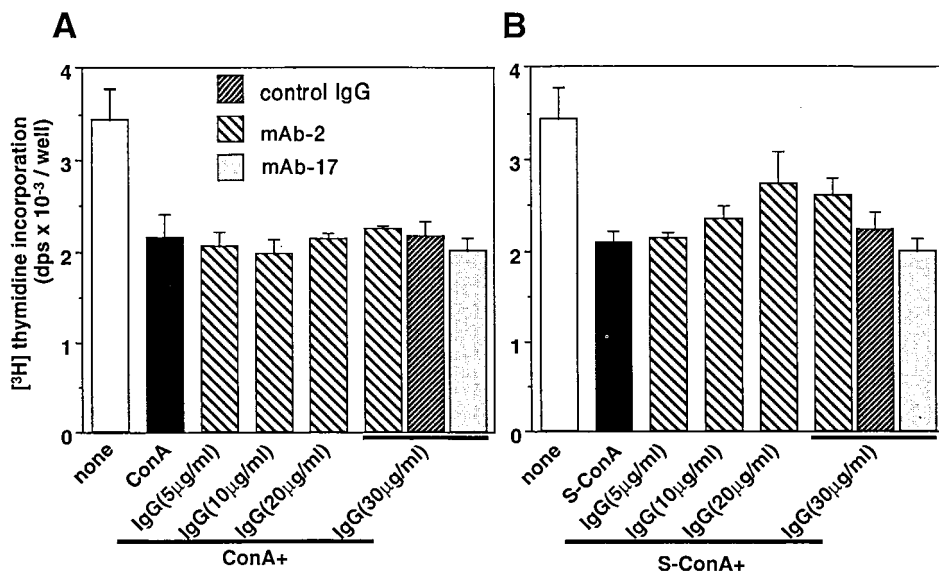 A
B
[³H] thymidine incorporation
(dps x 10⁻³ / well)
4
3
2
1
0
control IgG
mAb-2
mAb-17
none
ConA
IgG(5μg/ml)
IgG(10μg/ml)
IgG(20μg/ml)
IgG(30μg/ml)
ConA+
4
3
2
1
0
none
S-ConA
IgG(5μg/ml)
IgG(10μg/ml)
IgG(20μg/ml)
IgG(30μg/ml)
S-ConA+